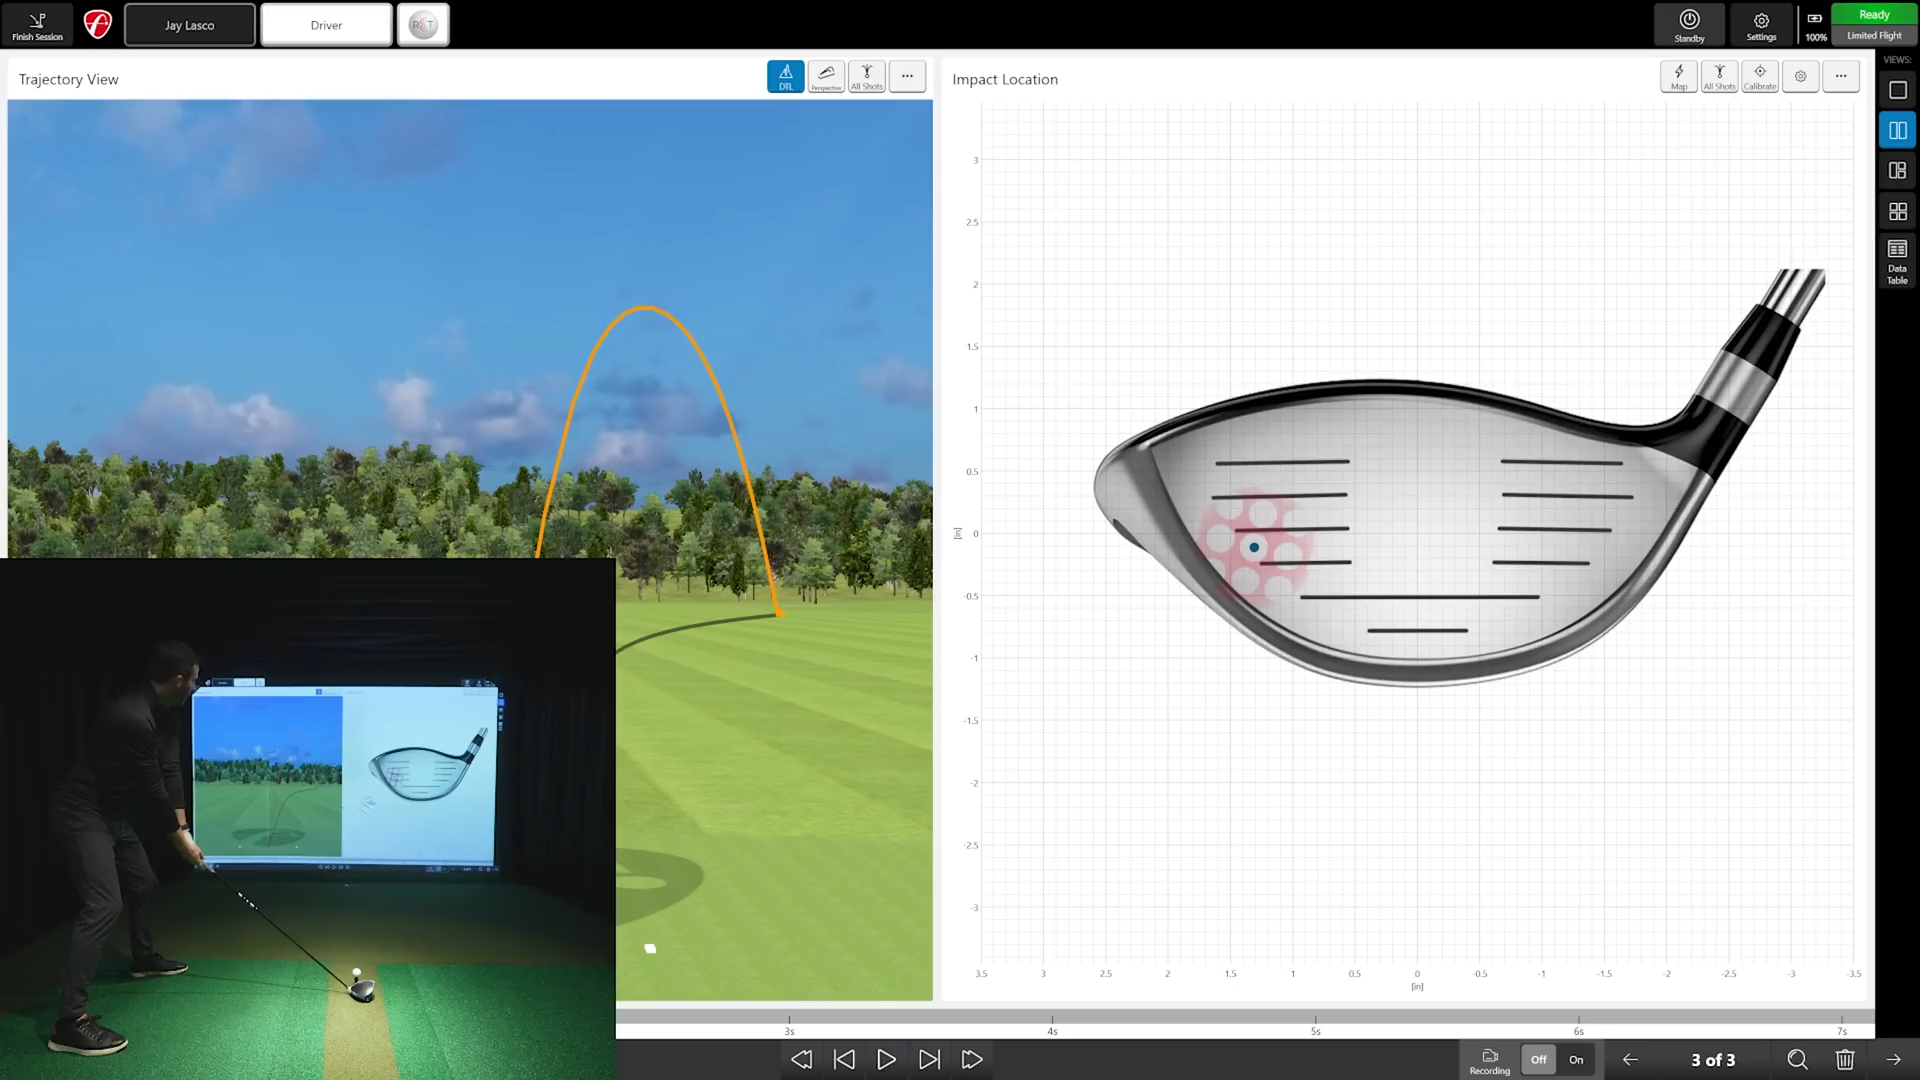 Finish Session
Jay Lasco
Driver
RCT
Standby
Settings
100%
Ready
Limited Flight
VIEWS:
Trajectory View
DTL
Perspective
All Shots
...
Impact Location
Map
All Shots
Calibrate
...
Data
Table
3
2.5
2
1.5
1
0.5
0
-0.5
-1
-1.5
-2
-2.5
-3
[in]
3.5 3 2.5 2 1.5 1 0.5 0 -0.5 -1 -1.5 -2 -2.5 -3 -3.5
[in]
3s 4s 5s 6s 7s
Recording
Off On
3 of 3